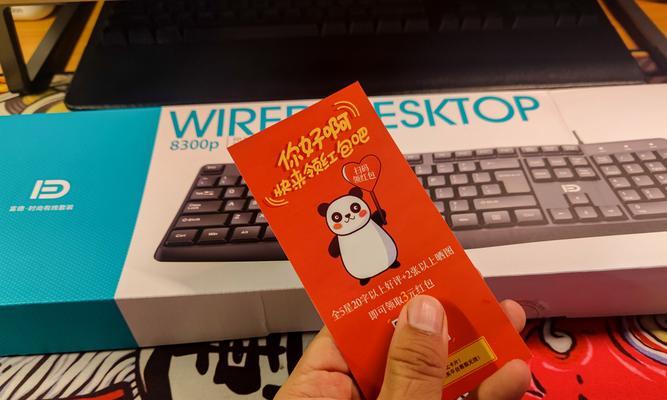 WIRED DESKTOP
8300p
你好啊
快来领红包吧
扫码
领红包
全5星20字以上好评+2张以上晒图
即可领取3元红包